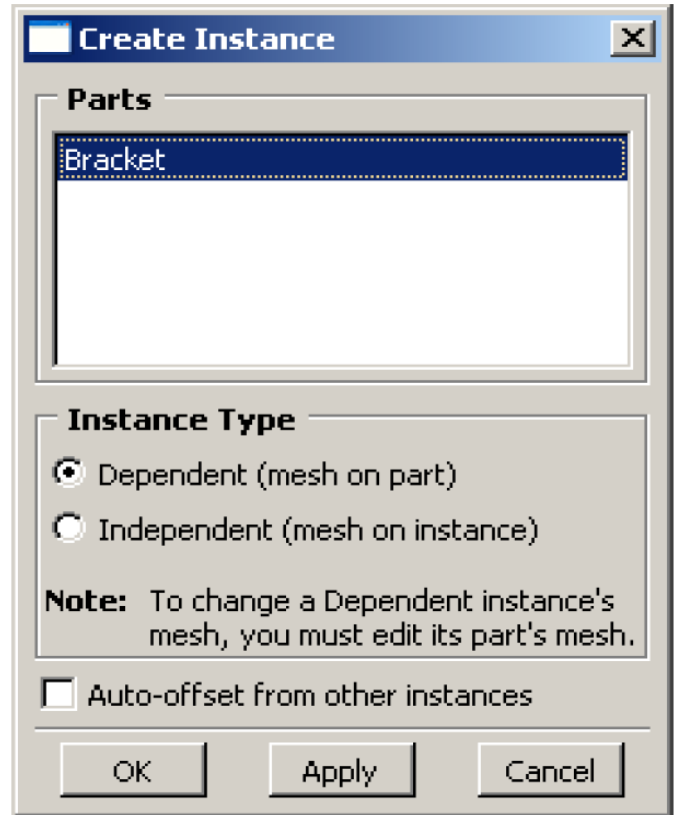 Create Instance
Parts
Bracket
Instance Type
Dependent (mesh on part)
Independent (mesh on instance)
Note: To change a Dependent instance's
mesh, you must edit its part's mesh.
Auto-offset from other instances
OK Apply Cancel